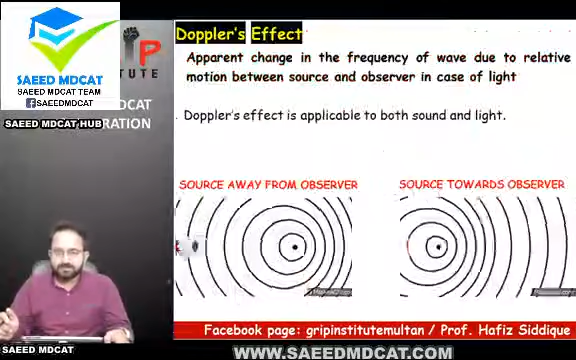 SAEED MDCAT
SAEED MDCAT TEAM
f/SAEEDMDCAT
P
TUTE
DCAT
SAEED MDCAT HUB
RATION
Doppler's Effect
Apparent change in the frequency of wave due to relative
motion between source and observer in case of light
Doppler's effect is applicable to both sound and light.
SOURCE AWAY FROM OBSERVER
SOURCE TOWARDS OBSERVER
Facebook page: gripinstitutemultan / Prof. Hafiz Siddique
SAEED MDCAT
WWW.SAEEDMDCAT.COM